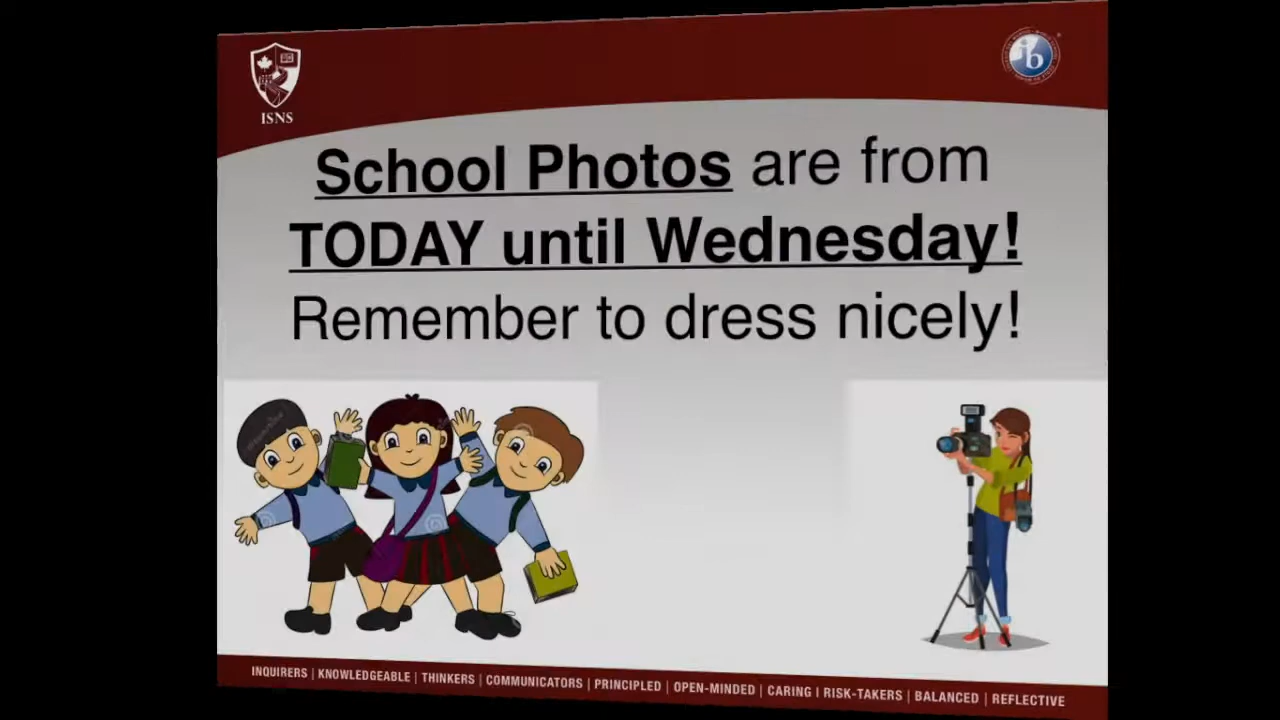 ISNS
ib
School Photos are from
TODAY until Wednesday!
Remember to dress nicely!
INQUIRERS | KNOWLEDGEABLE | THINKERS | COMMUNICATORS | PRINCIPLED | OPEN-MINDED | CARING I RISK-TAKERS | BALANCED | REFLECTIVE